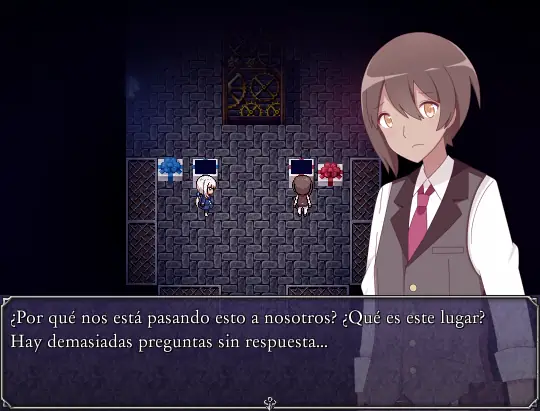 ¿Por qué nos está pasando esto a nosotros? ¿Qué es este lugar?
Hay demasiadas preguntas sin respuesta...